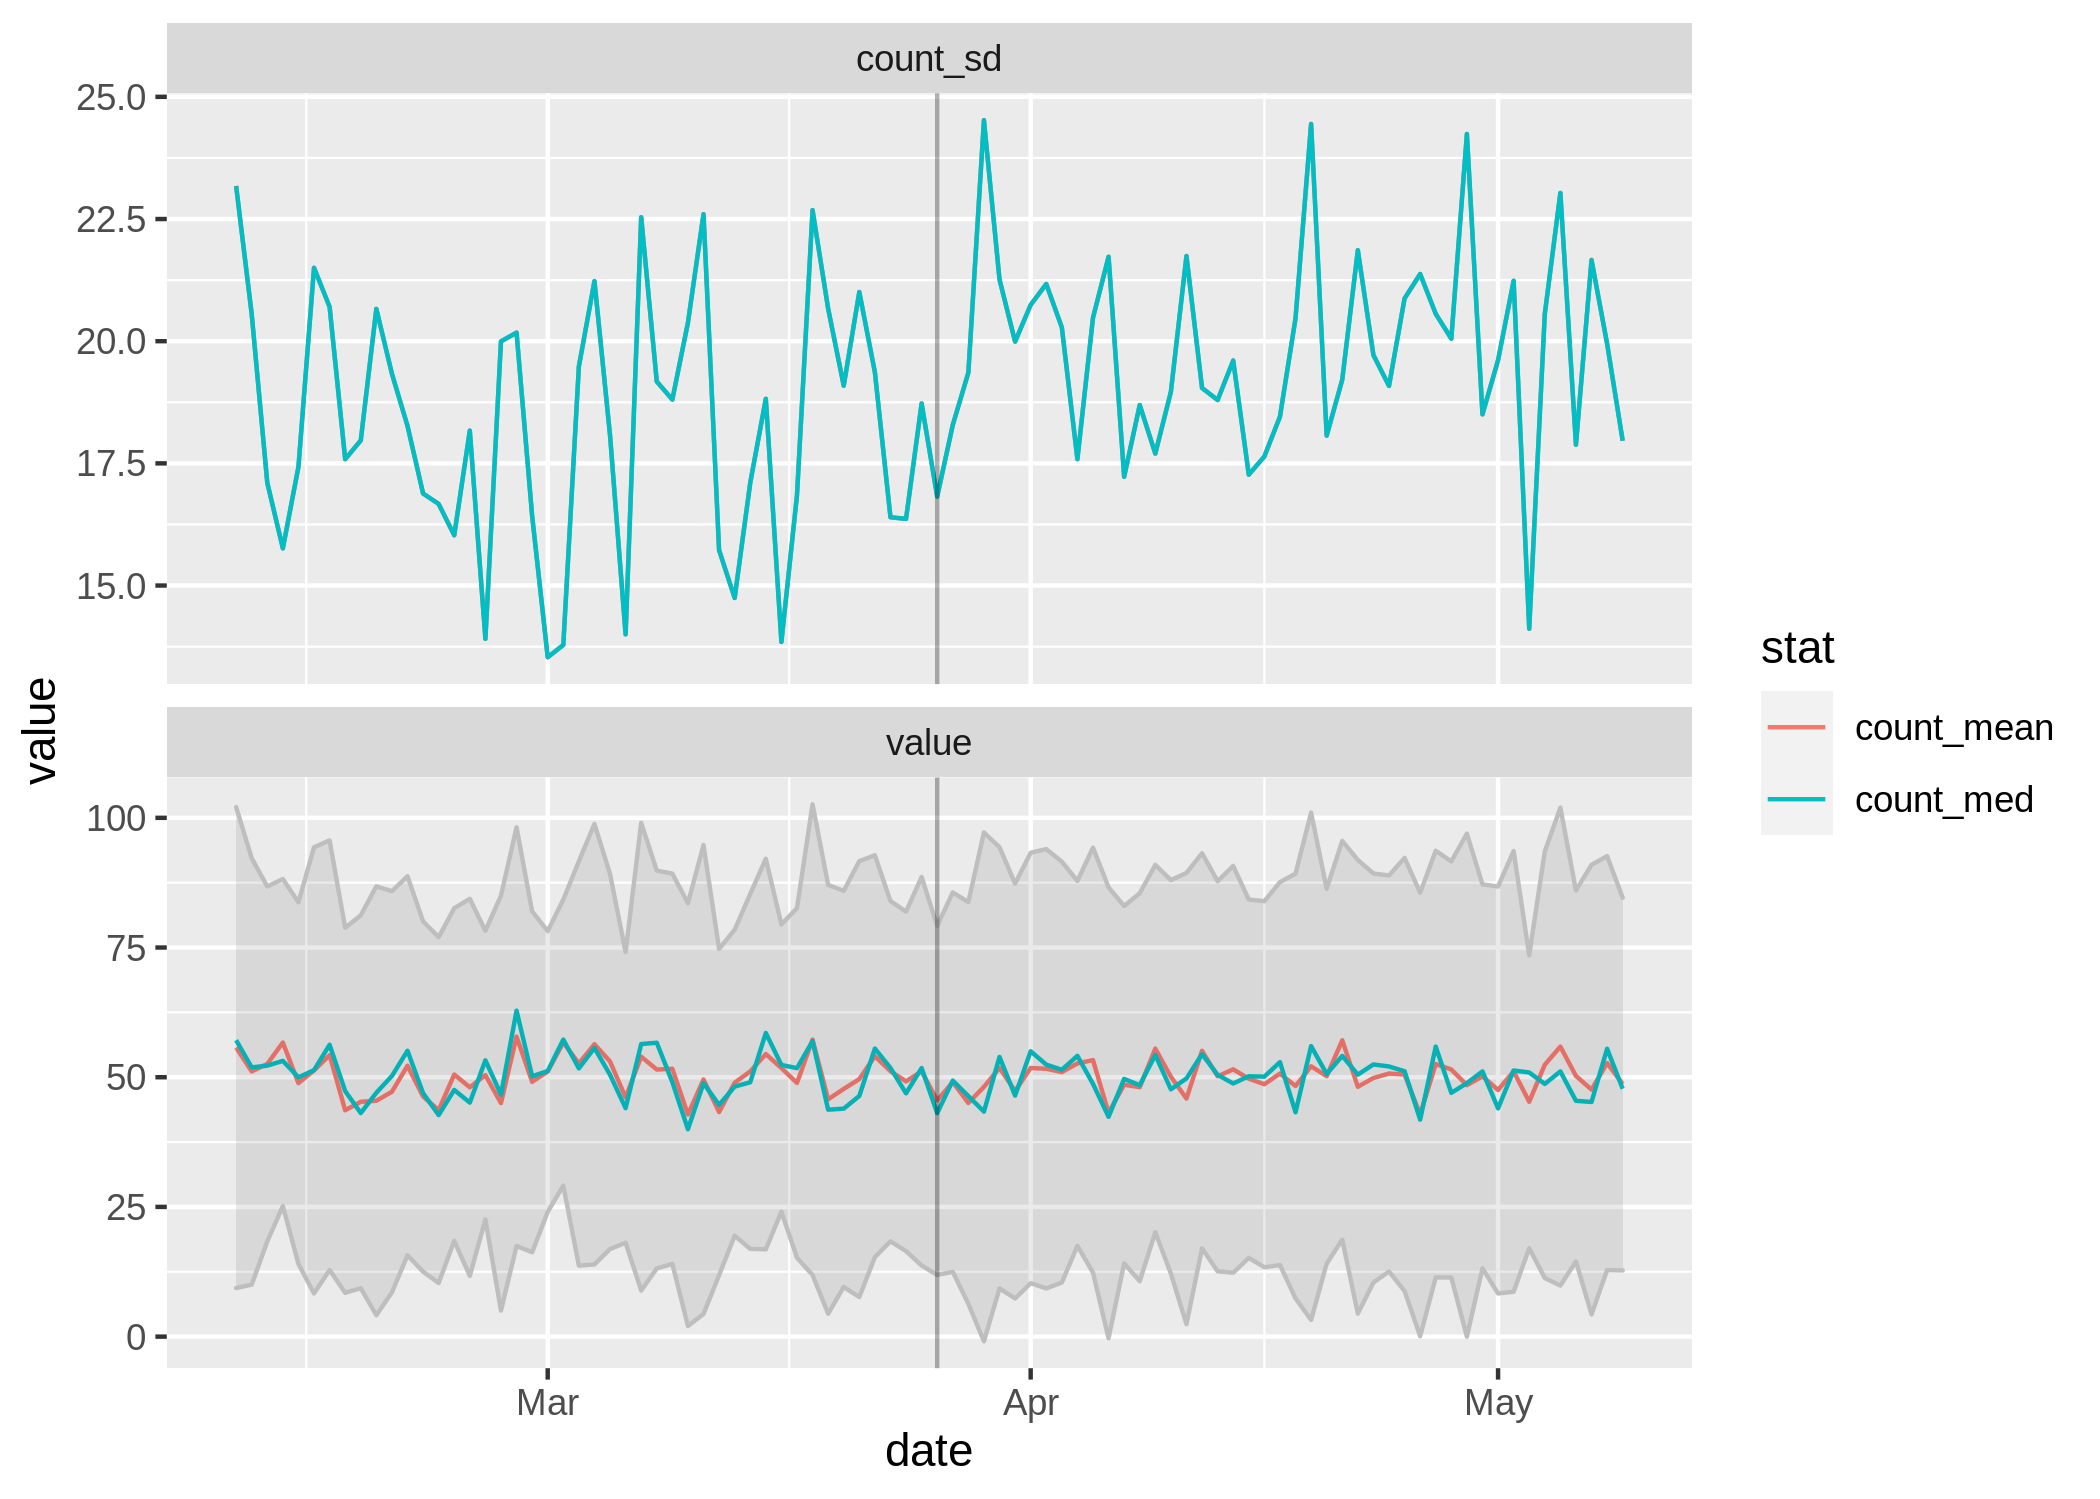 count_sd
25.0
22.5
20.0
17.5
15.0
value
value
100
75
50
25
0
Mar Apr May
date
stat
count_mean
count_med